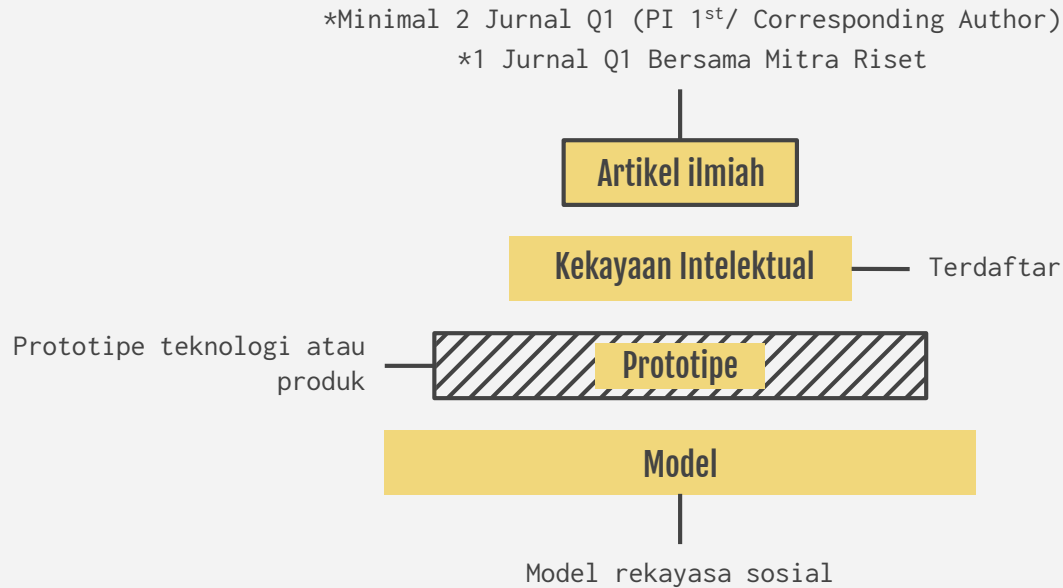 *Minimal 2 Jurnal Q1 (PI 1st/ Corresponding Author)
*1 Jurnal Q1 Bersama Mitra Riset
Artikel ilmiah
Kekayaan Intelektual
Terdaftar
Prototipe teknologi atau
produk
Prototipe
Model
Model rekayasa sosial